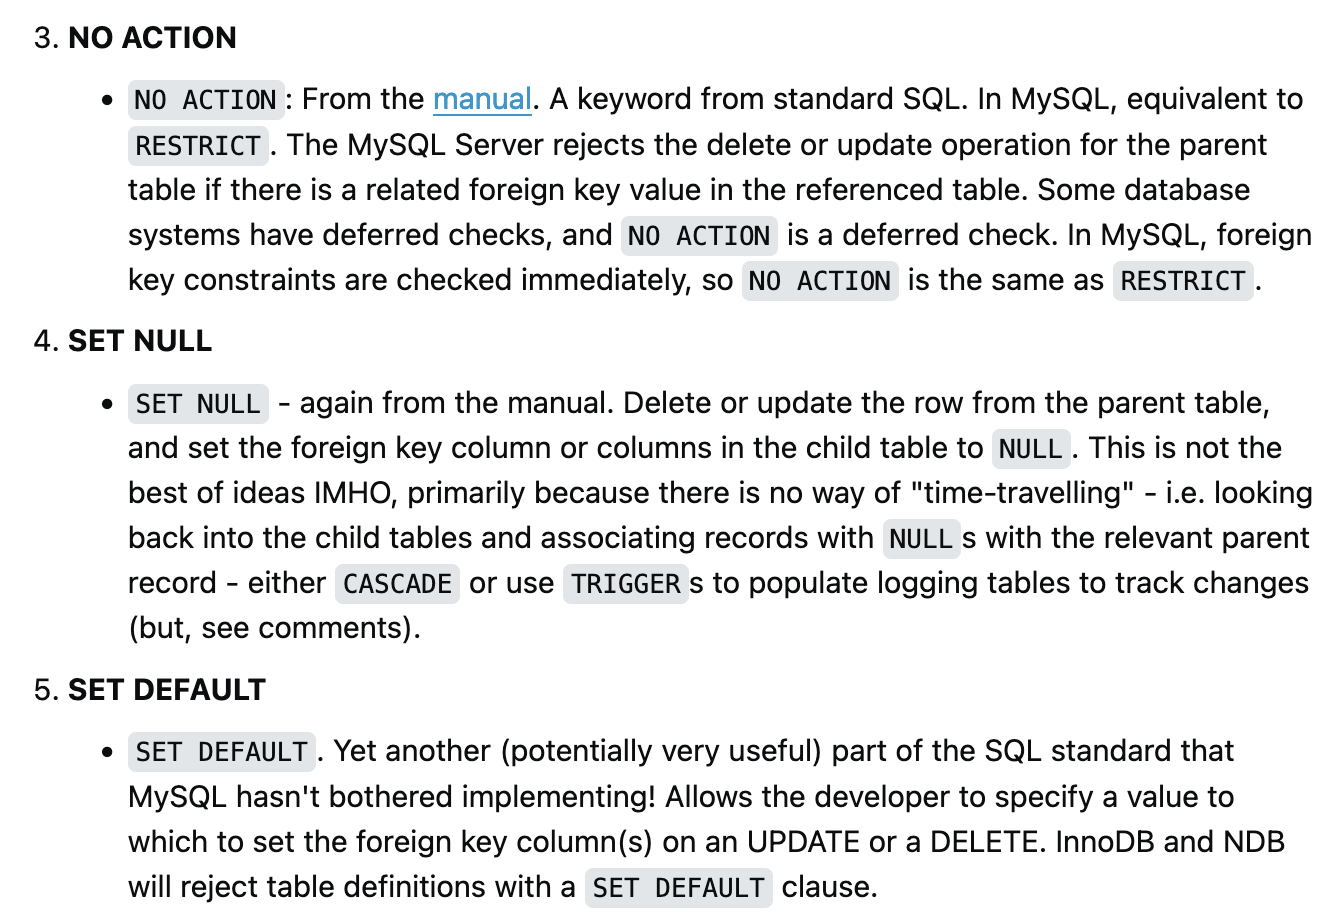 3. NO ACTION
• NO ACTION: From the manual. A keyword from standard SQL. In MySQL, equivalent to
RESTRICT. The MySQL Server rejects the delete or update operation for the parent
table if there is a related foreign key value in the referenced table. Some database
systems have deferred checks, and NO ACTION is a deferred check. In MySQL, foreign
key constraints are checked immediately, so NO ACTION is the same as RESTRICT.
4. SET NULL
• SET NULL - again from the manual. Delete or update the row from the parent table,
and set the foreign key column or columns in the child table to NULL. This is not the
best of ideas IMHO, primarily because there is no way of "time-travelling" - i.e. looking
back into the child tables and associating records with NULLs with the relevant parent
record - either CASCADE or use TRIGGERs to populate logging tables to track changes
(but, see comments).
5. SET DEFAULT
• SET DEFAULT. Yet another (potentially very useful) part of the SQL standard that
MySQL hasn't bothered implementing! Allows the developer to specify a value to
which to set the foreign key column(s) on an UPDATE or a DELETE. InnoDB and NDB
will reject table definitions with a SET DEFAULT clause.